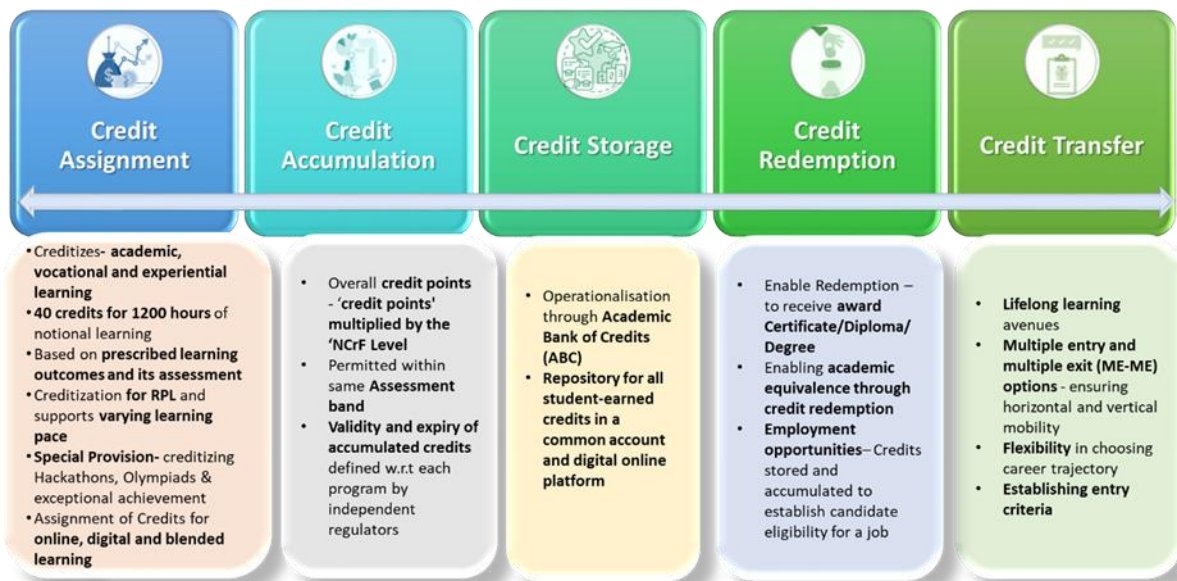 Credit
Assignment
Credit
Accumulation
Credit Storage
Credit
Redemption
Credit Transfer
•Creditizes- academic,
vocational and experiential
learning
•40 credits for 1200 hours of
notional learning
•Based on prescribed learning
outcomes and its assessment
•Creditization for RPL and
supports varying learning
pace
•Special Provision- creditizing
Hackathons, Olympiads &
exceptional achievement
•Assignment of Credits for
online, digital and blended
learning
• Overall credit points
- 'credit points'
multiplied by the
'NCrF Level
• Permitted within
same Assessment
band
• Validity and expiry of
accumulated credits
defined w.r.t each
program by
independent
regulators
• Operationalisation
through Academic
Bank of Credits
(ABC)
• Repository for all
student-earned
credits in a
common account
and digital online
platform
• Enable Redemption –
to receive award
Certificate/Diploma/
Degree
• Enabling academic
equivalence through
credit redemption
• Employment
opportunities– Credits
stored and
accumulated to
establish candidate
eligibility for a job
• Lifelong learning
avenues
• Multiple entry and
multiple exit (ME-ME)
options - ensuring
horizontal and vertical
mobility
• Flexibility in choosing
career trajectory
• Establishing entry
criteria